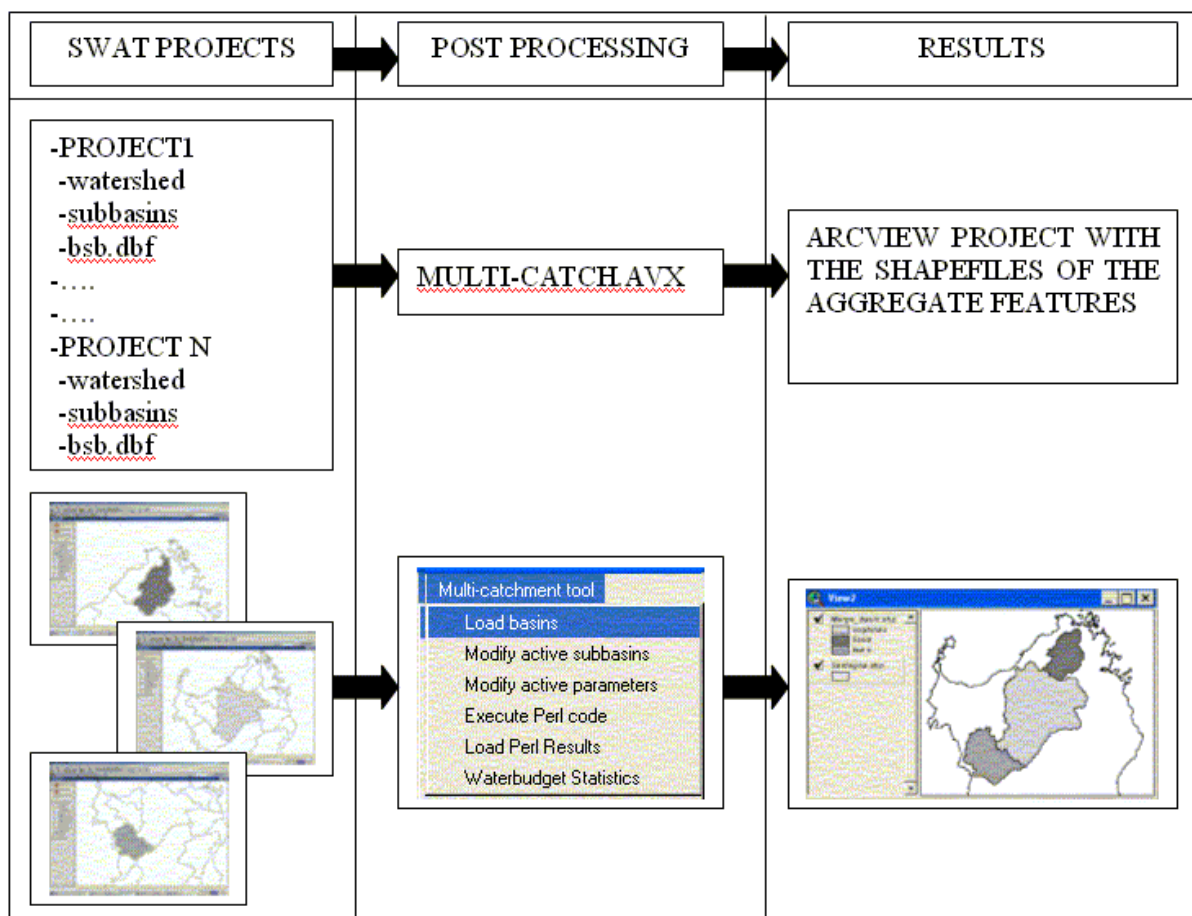 SWAT PROJECTS
POST PROCESSING
RESULTS
-PROJECT1
-watershed
-subbasins
-bsb.dbf
-....
-....
-PROJECT N
-watershed
-subbasins
-bsb.dbf
MULTI-CATCH.AVX
ARCVIEW PROJECT WITH
THE SHAPEFILES OF THE
AGGREGATE FEATURES
Multi-catchment tool
Load basins
Modify active subbasins
Modify active parameters
Execute Perl code
Load Perl Results
Waterbudget Statistics
View2